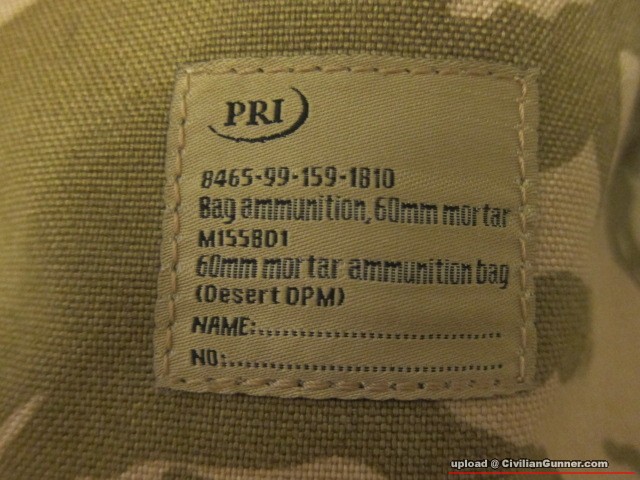 PRI
8465-99-159-1810
Bag ammunition, 60mm mortar
M155BD1
60mm mortar ammunition bag
(Desert DPM)
NAME:................................
NO:....................................
upload @ CivilianGunner.com